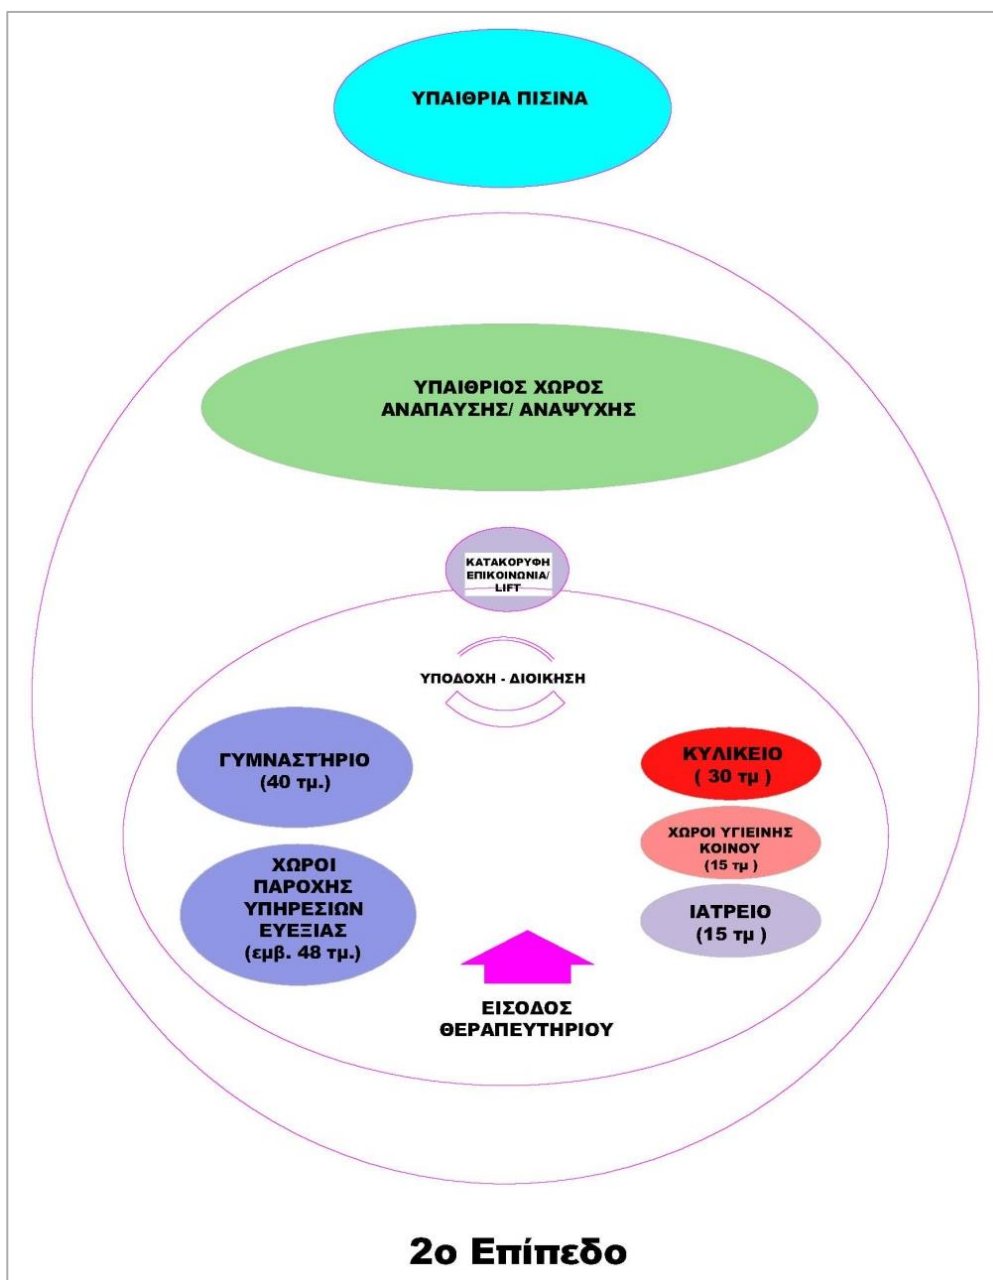 ΥΠΑΙΘΡΙΑ ΠΙΣΙΝΑ
ΥΠΑΙΘΡΙΟΣ ΧΩΡΟΣ
ΑΝΑΠΑΥΣΗΣ/ ΑΝΑΨΥΧΗΣ
ΚΑΤΑΚΟΡΥΦΗ
ΕΠΙΚΟΙΝΩΝΙΑ/
LIFT
ΥΠΟΔΟΧΗ - ΔΙΟΙΚΗΣΗ
ΓΥΜΝΑΣΤΉΡΙΟ
(40 τμ.)
ΧΩΡΟΙ
ΠΑΡΟΧΗΣ
ΥΠΗΡΕΣΙΩΝ
ΕΥΕΞΙΑΣ
(εμβ. 48 τμ.)
ΚΥΛΙΚΕΙΟ
( 30 τμ )
ΧΩΡΟΙ ΥΓΙΕΙΝΗΣ
ΚΟΙΝΟΥ
(15 τμ )
ΙΑΤΡΕΙΟ
(15 τμ )
ΕΙΣΟΔΟΣ
ΘΕΡΑΠΕΥΤΗΡΙΟΥ
2ο Επίπεδο